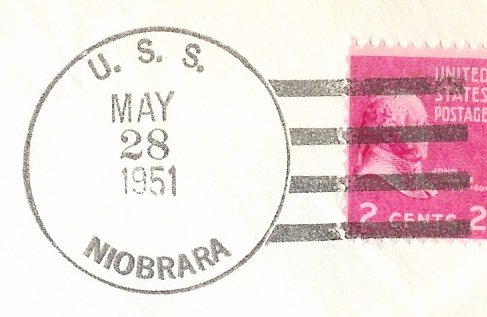 U. S. S.
MAY
28
1951
NIOBRARA
UNITED
STATES
POSTAGE
2 CENTS 2